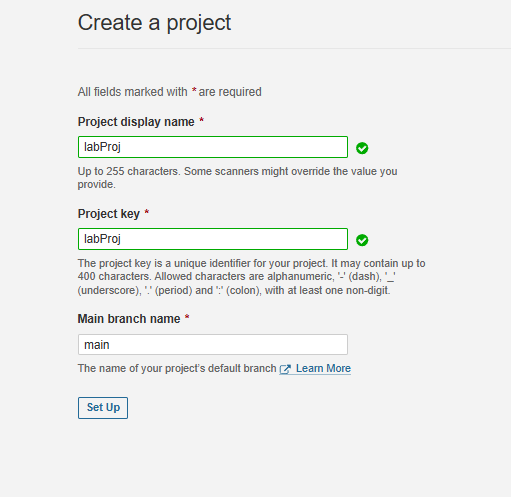 Create a project
All fields marked with * are required
Project display name *
labProj
Up to 255 characters. Some scanners might override the value you
provide.
Project key *
labProj
The project key is a unique identifier for your project. It may contain up to
400 characters. Allowed characters are alphanumeric, '-' (dash), '_'
(underscore), '.' (period) and ':' (colon), with at least one non-digit.
Main branch name *
main
The name of your project's default branch Learn More
Set Up